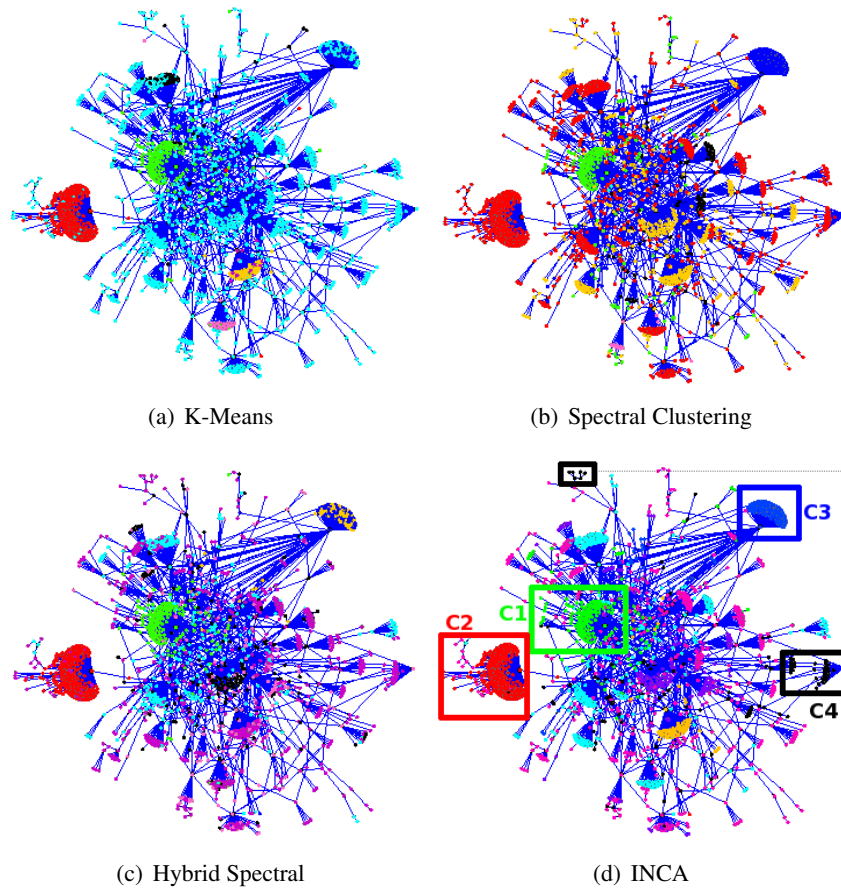 (a) K-Means
(b) Spectral Clustering
C3
C1
C2
C4
(c) Hybrid Spectral
(d) INCA